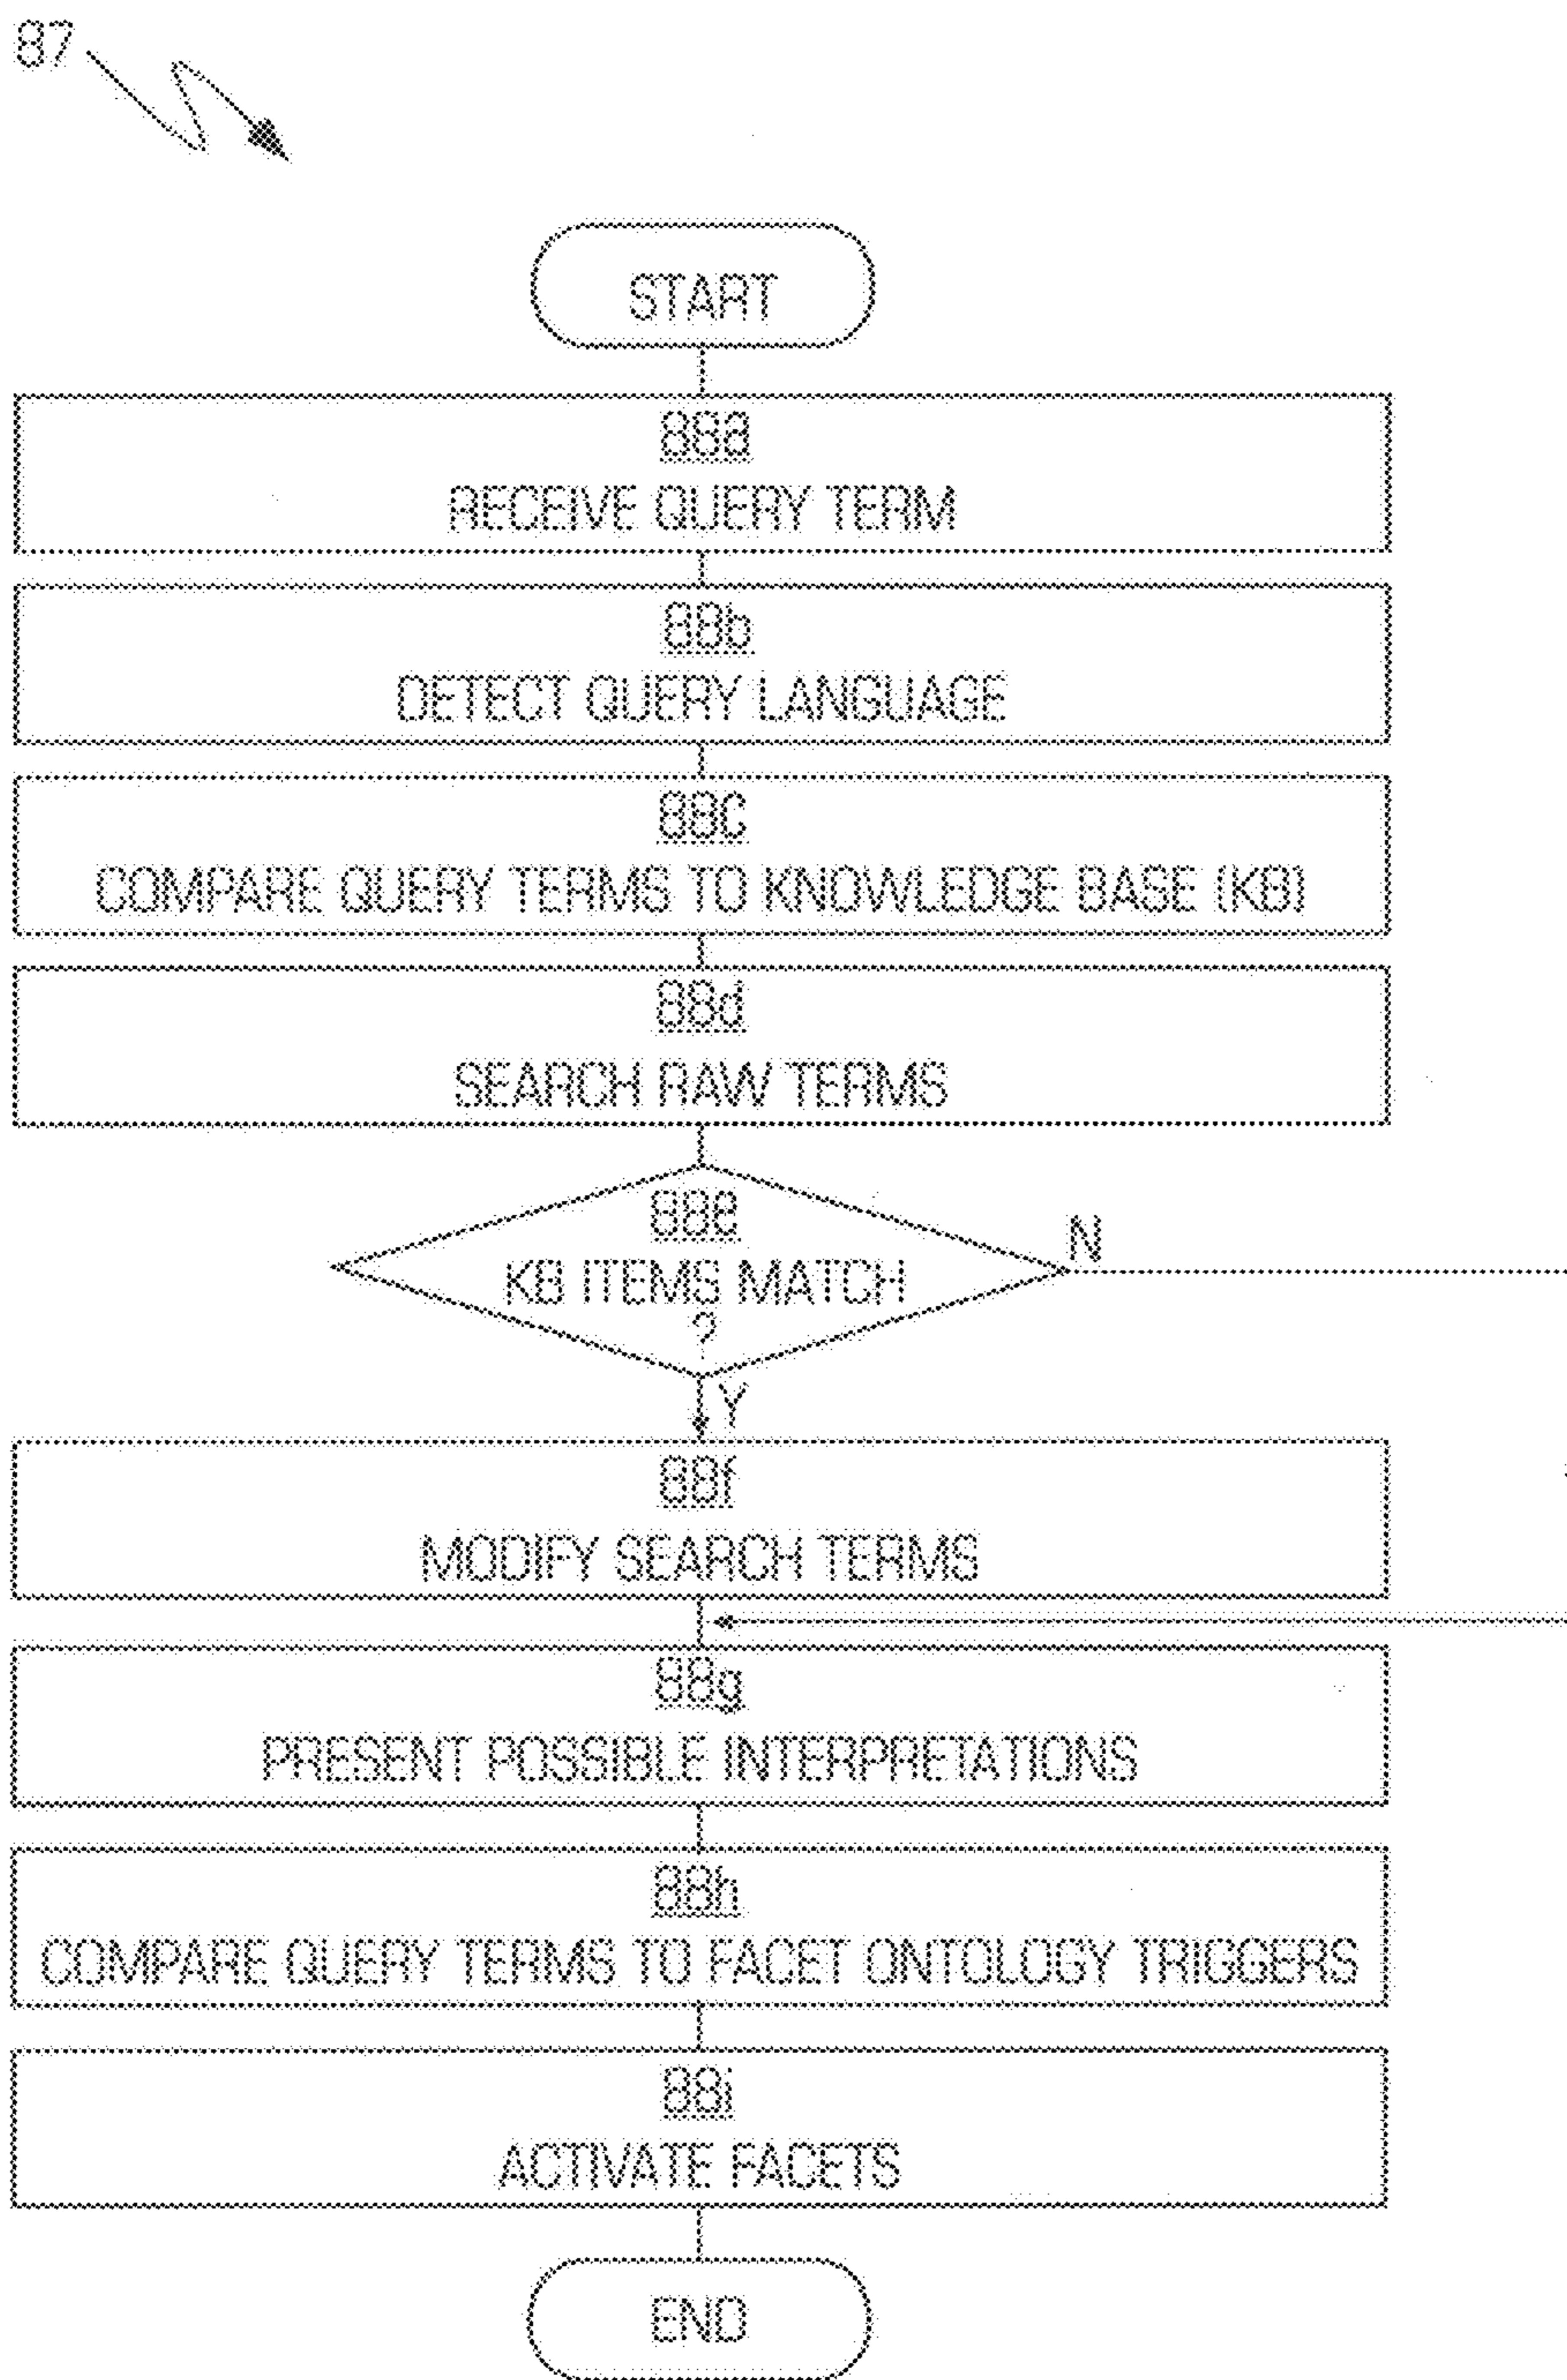 87
START
88a
RECEIVE QUERY TERM
88b
DETECT QUERY LANGUAGE
88c
COMPARE QUERY TERMS TO KNOWLEDGE BASE (KB)
88d
SEARCH RAW TERMS
88e
KB ITEMS MATCH
?
N
Y
88f
MODIFY SEARCH TERMS
88g
PRESENT POSSIBLE INTERPRETATIONS
88h
COMPARE QUERY TERMS TO FACET ONTOLOGY TRIGGERS
88i
ACTIVATE FACETS
END